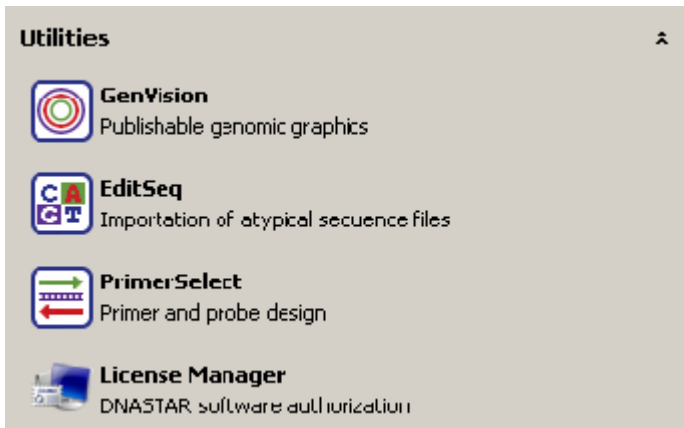 Utilities
GenVision
Publishable genomic graphics
C A
G T
EditSeq
Importation of atypical secuence files
PrimerSelect
Primer and probe design
License Manager
DNASTAR software authorization